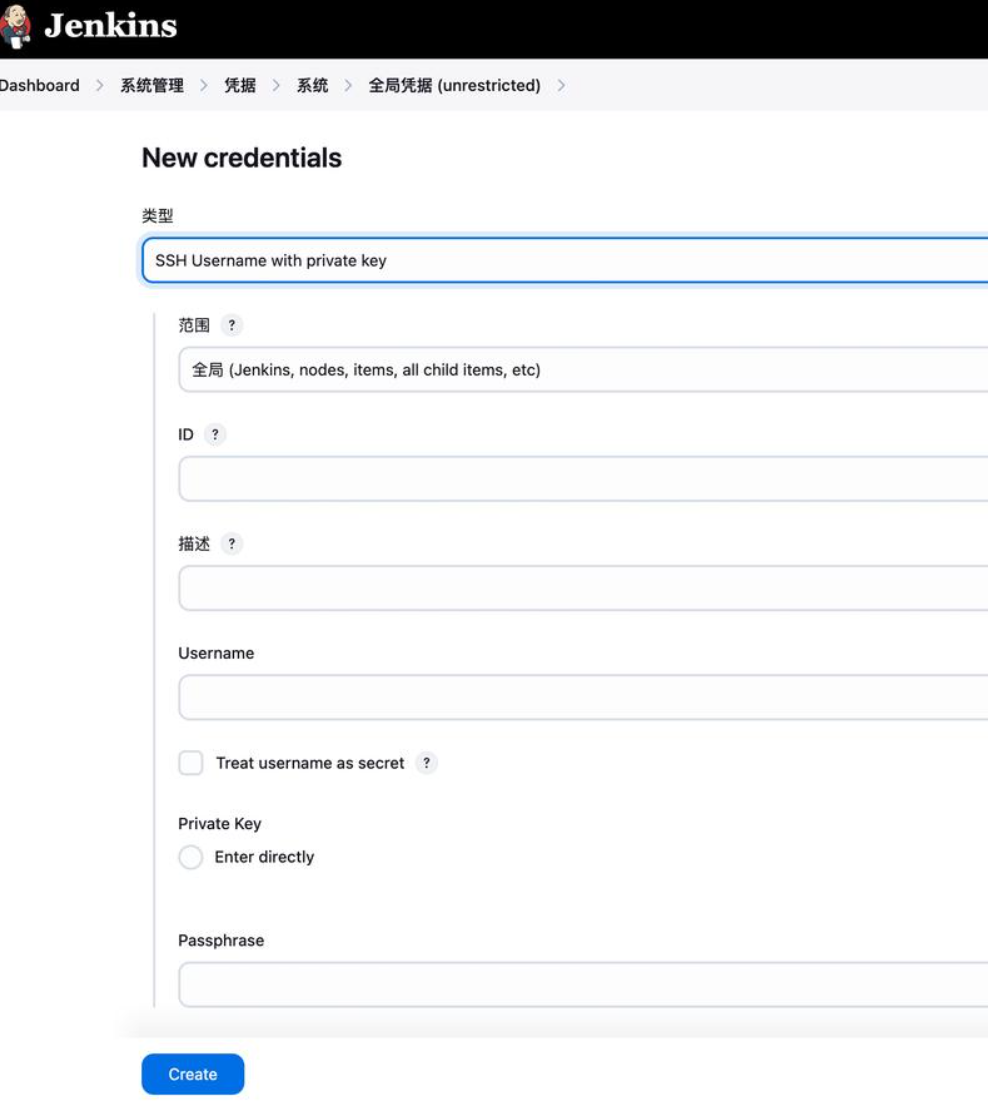 Jenkins
Dashboard > 系统管理 > 凭据 > 系统 > 全局凭据 (unrestricted) >
New credentials
类型
SSH Username with private key
范围 ?
全局 (Jenkins, nodes, items, all child items, etc)
ID ?
描述 ?
Username
Treat username as secret ?
Private Key
Enter directly
Passphrase
Create